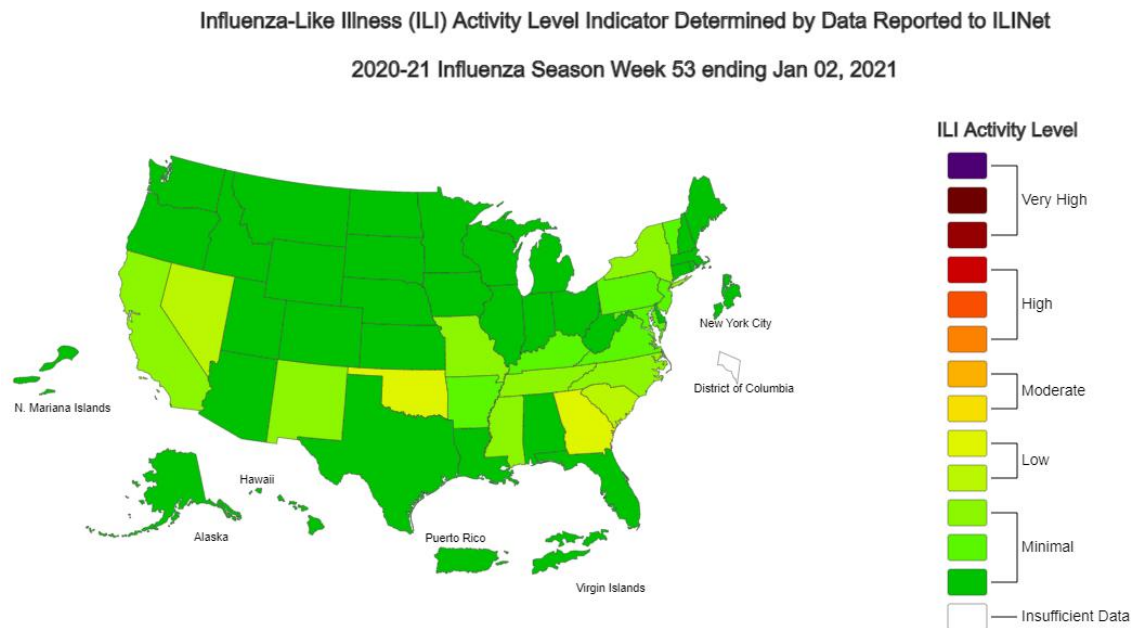 Influenza-Like Illness (ILI) Activity Level Indicator Determined by Data Reported to ILINet
2020-21 Influenza Season Week 53 ending Jan 02, 2021
ILI Activity Level
Very High
High
Moderate
Low
Minimal
Insufficient Data
New York City
District of Columbia
N. Mariana Islands
Hawaii
Alaska
Puerto Rico
Virgin Islands